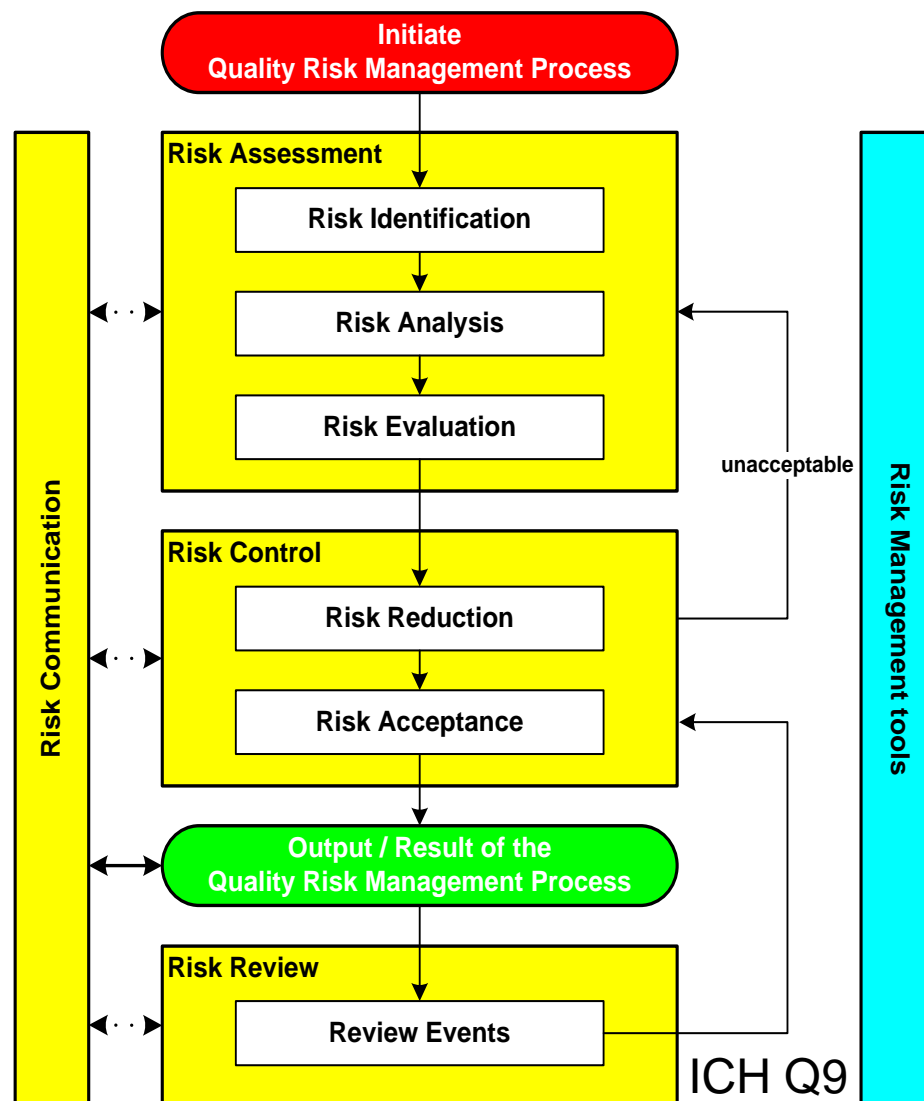 Initiate
Quality Risk Management Process
Risk Assessment
Risk Identification
Risk Analysis
Risk Evaluation
unacceptable
Risk Communication
Risk Management tools
Risk Control
Risk Reduction
Risk Acceptance
Output / Result of the
Quality Risk Management Process
Risk Review
Review Events
ICH Q9